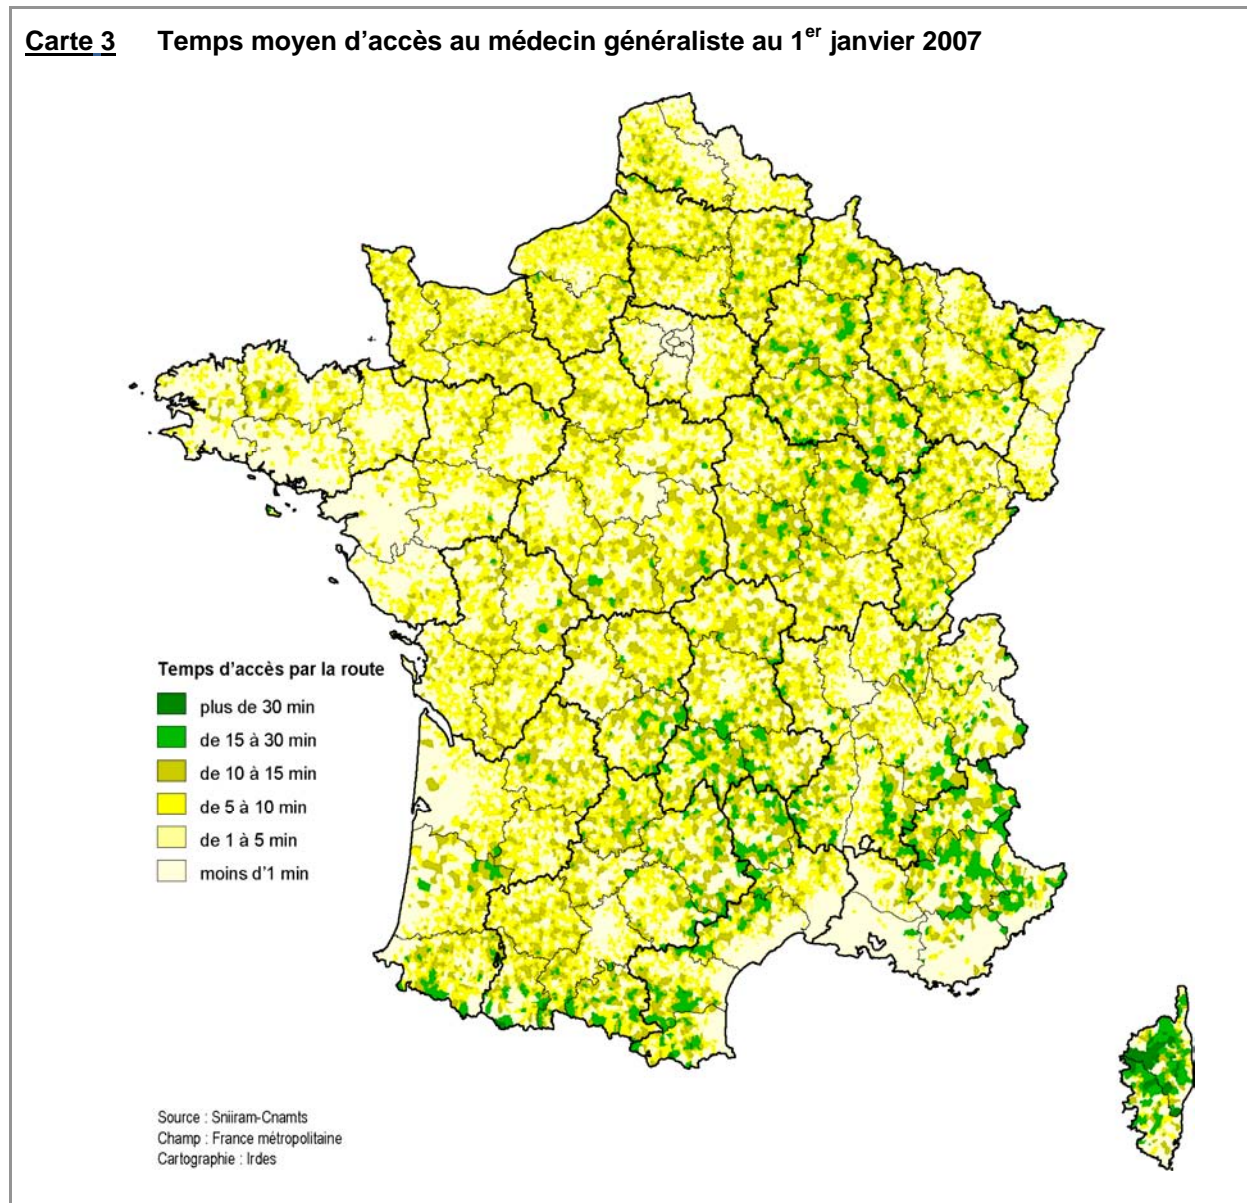 Carte 3 Temps moyen d'accès au médecin généraliste au 1er janvier 2007
Temps d'accès par la route
plus de 30 min
de 15 à 30 min
de 10 à 15 min
de 5 à 10 min
de 1 à 5 min
moins d'1 min
Source : Sniiram-Cnamts
Champ : France métropolitaine
Cartographie : Irdes